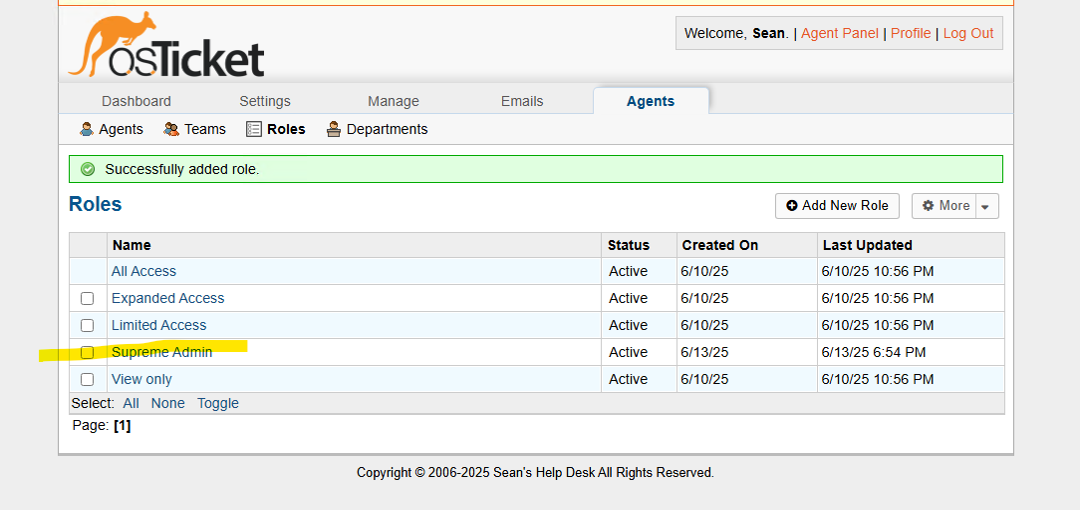 osTicket
Welcome, Sean. | Agent Panel | Profile | Log Out
Dashboard Settings Manage Emails Agents
Agents Teams Roles Departments
Successfully added role.
Roles
Add New Role More
Name Status Created On Last Updated
All Access Active 6/10/25 6/10/25 10:56 PM
Expanded Access Active 6/10/25 6/10/25 10:56 PM
Limited Access Active 6/10/25 6/10/25 10:56 PM
Supreme Admin Active 6/13/25 6/13/25 6:54 PM
View only Active 6/10/25 6/10/25 10:56 PM
Select: All None Toggle
Page: [1]
Copyright © 2006-2025 Sean's Help Desk All Rights Reserved.